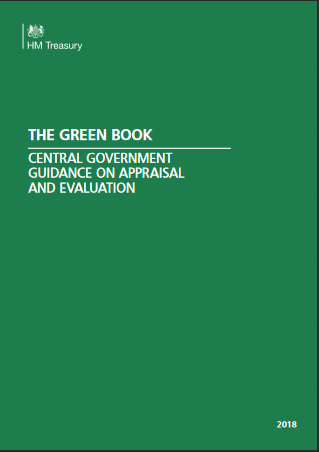 HM Treasury
THE GREEN BOOK
CENTRAL GOVERNMENT
GUIDANCE ON APPRAISAL
AND EVALUATION
2018